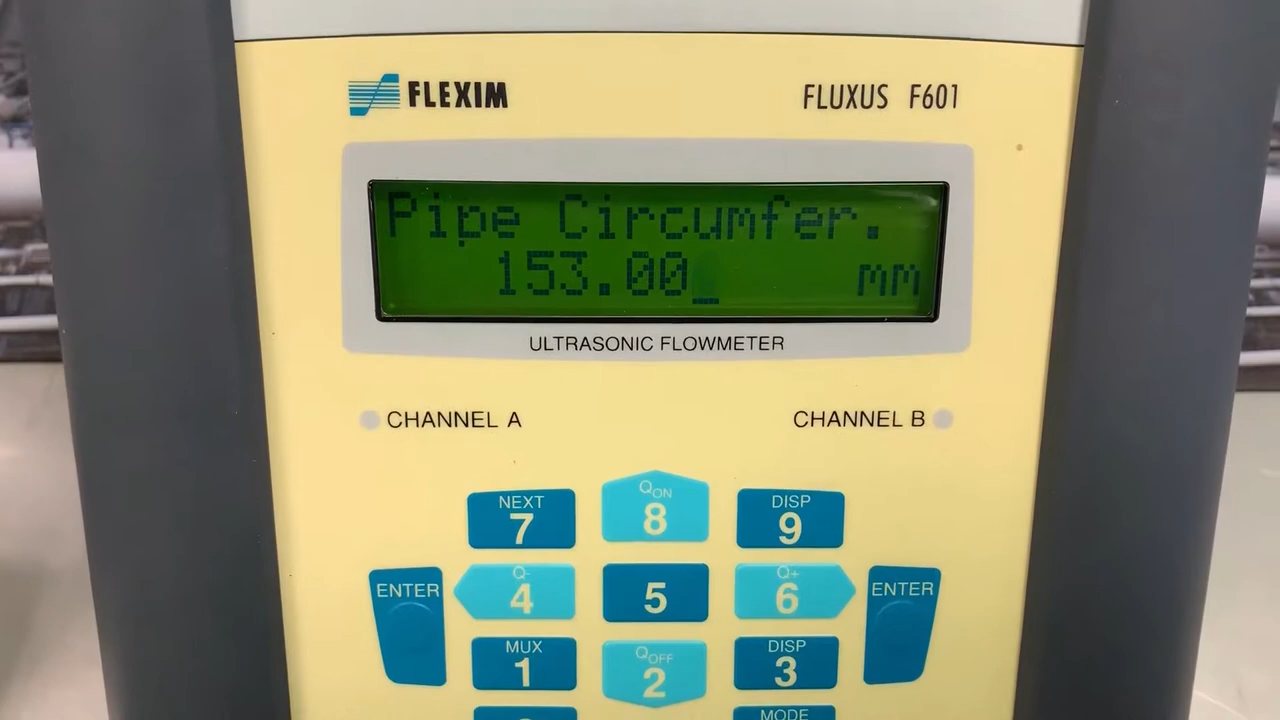 FLEXIM
FLUXUS F601
Pipe Circumfer.
153.00_ mm
ULTRASONIC FLOWMETER
CHANNEL A
CHANNEL B
NEXT
7
QON
8
DISP
9
ENTER
Q-
4
5
Q+
6
ENTER
MUX
1
QOFF
2
DISP
3
MODE